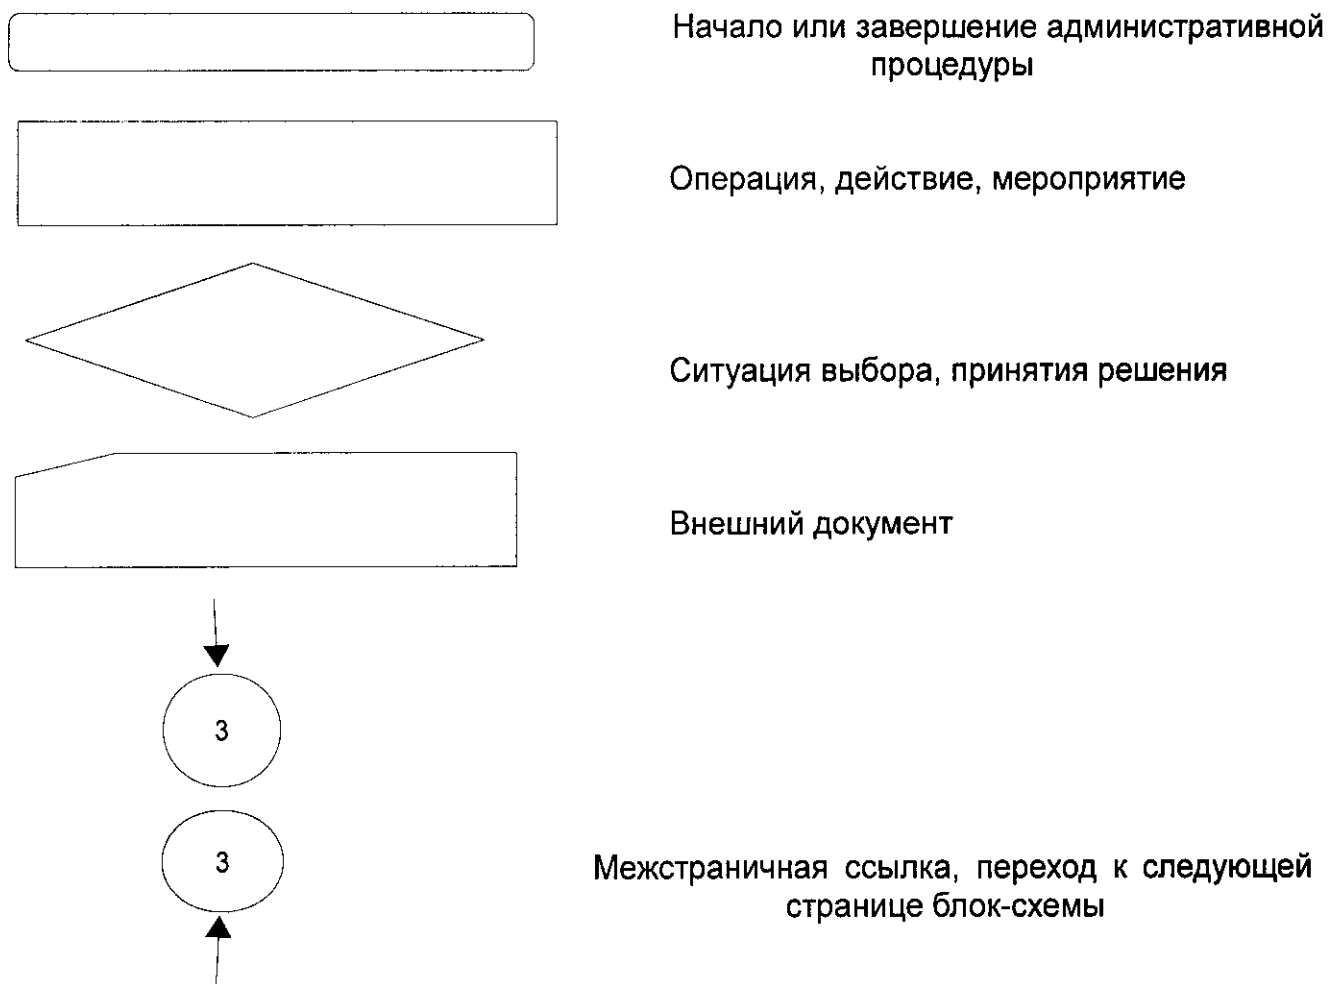 Начало или завершение административной
процедуры
Операция, действие, мероприятие
Ситуация выбора, принятия решения
Внешний документ
3
3
Межстраничная ссылка, переход к следующей
странице блок-схемы